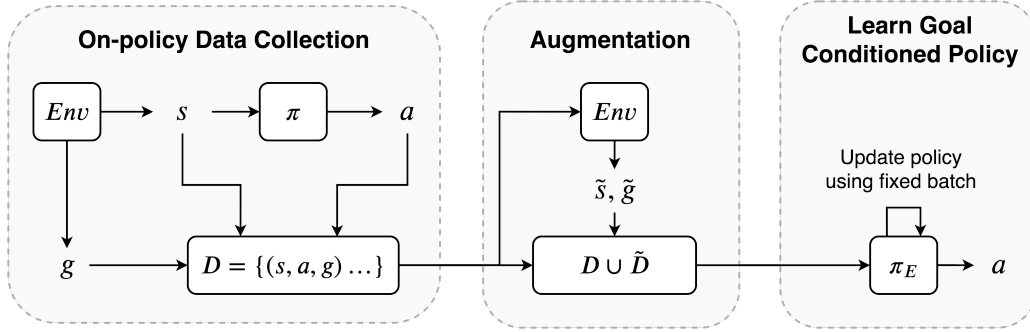 On-policy Data Collection
Env
s
π
a
g
D = {(s, a, g) …}
Augmentation
Env
s̃, g̃
D ∪ D̃
Learn Goal
Conditioned Policy
Update policy
using fixed batch
π_E
a